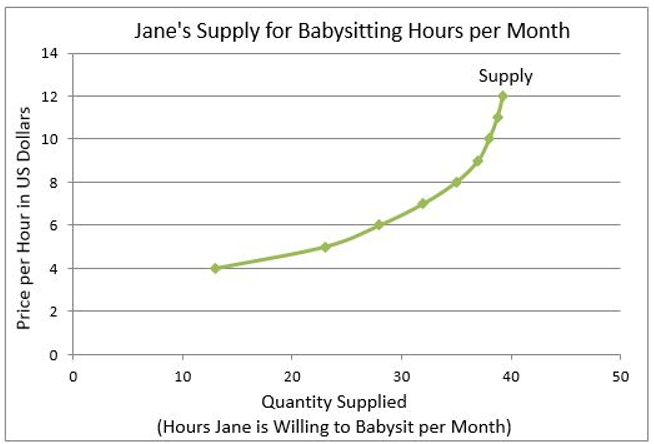 Jane's Supply for Babysitting Hours per Month
14
Supply
12
10
8
6
4
2
0
Price per Hour in US Dollars
0 10 20 30 40 50
Quantity Supplied
(Hours Jane is Willing to Babysit per Month)